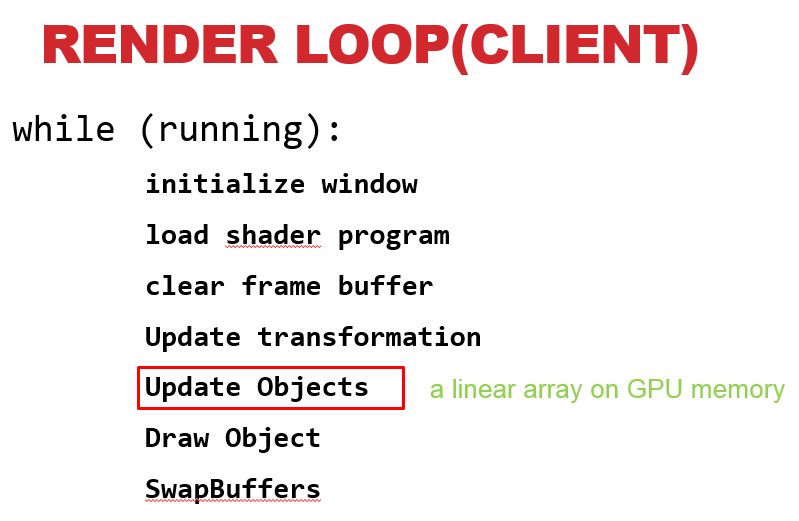 RENDER LOOP(CLIENT)
while (running):
initialize window
load shader program
clear frame buffer
Update transformation
Update Objects a linear array on GPU memory
Draw Object
SwapBuffers